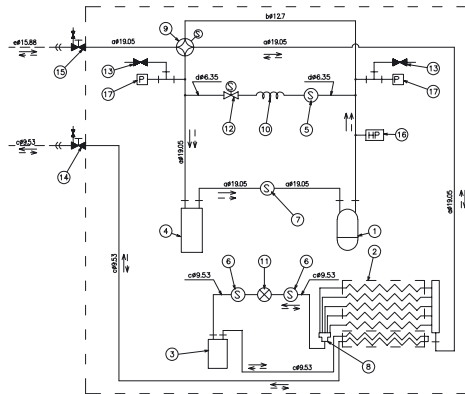 b⌀12.7
9
S
e⌀15.88
a⌀19.05
a⌀19.05
15
13
13
P
P
17
17
d⌀6.35
S
d⌀6.35
S
12
10
5
HP
16
c⌀9.53
14
a⌀19.05
a⌀19.05
a⌀19.05
S
a⌀19.05
7
4
1
6
11
6
2
c⌀9.53
c⌀9.53
S
S
c⌀9.53
3
8
c⌀9.53